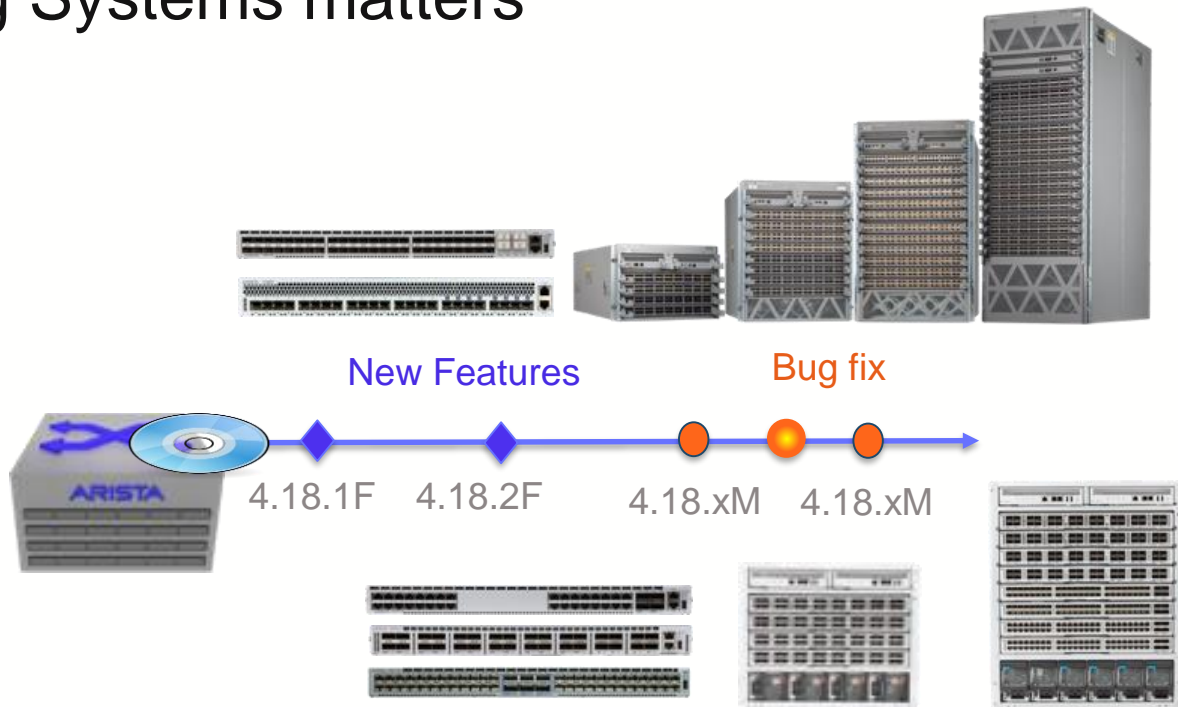 g Systems matters
New Features
Bug fix
ARISTA
4.18.1F
4.18.2F
4.18.xM
4.18.xM